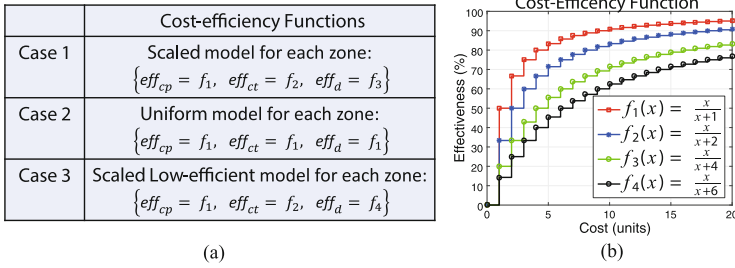 Cost-efficiency Functions
Case 1
Scaled model for each zone:
{eff_cp = f_1, eff_ct = f_2, eff_d = f_3}
Case 2
Uniform model for each zone:
{eff_cp = f_1, eff_ct = f_1, eff_d = f_1}
Case 3
Scaled Low-efficient model for each zone:
{eff_cp = f_1, eff_ct = f_2, eff_d = f_4}
(a)
Cost-efficiency Function
Effectiveness (%)
100
90
80
70
60
50
40
30
20
10
0
f_1(x) = x/(x+1)
f_2(x) = x/(x+2)
f_3(x) = x/(x+4)
f_4(x) = x/(x+6)
0 5 10 15 20
Cost (units)
(b)